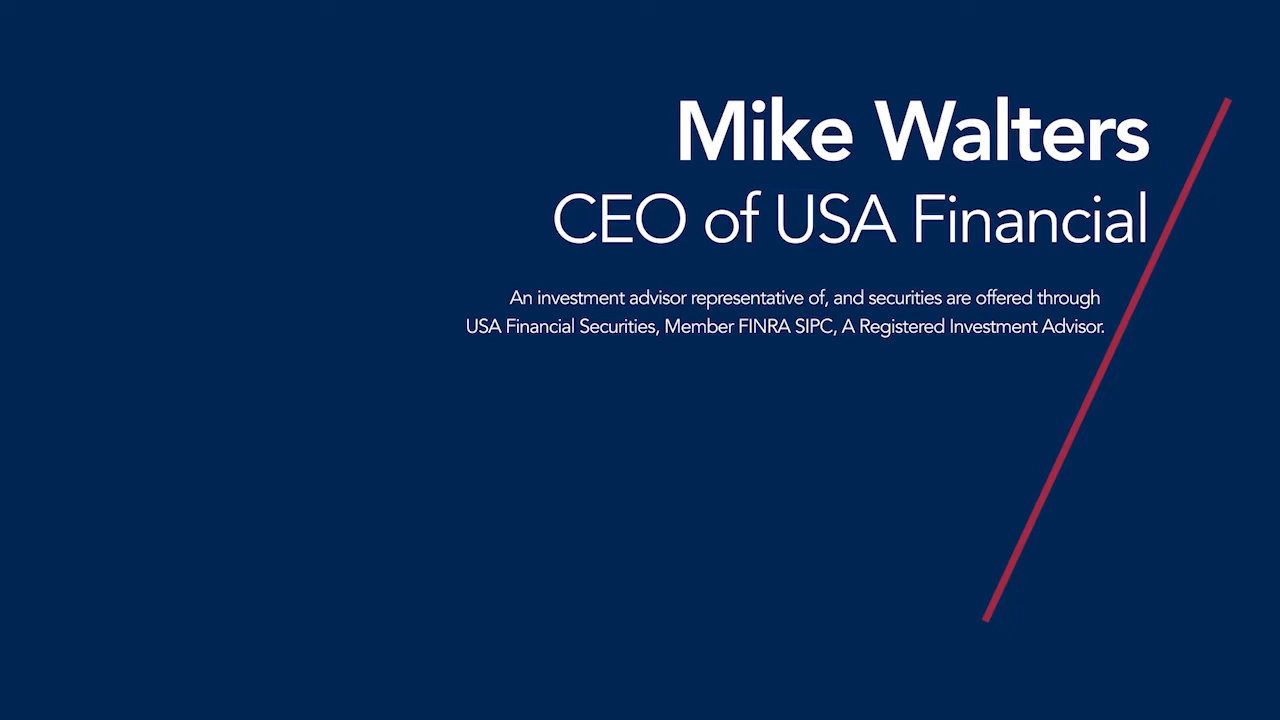 Mike Walters
CEO of USA Financial
An investment advisor representative of, and securities are offered through
USA Financial Securities, Member FINRA SIPC, A Registered Investment Advisor.